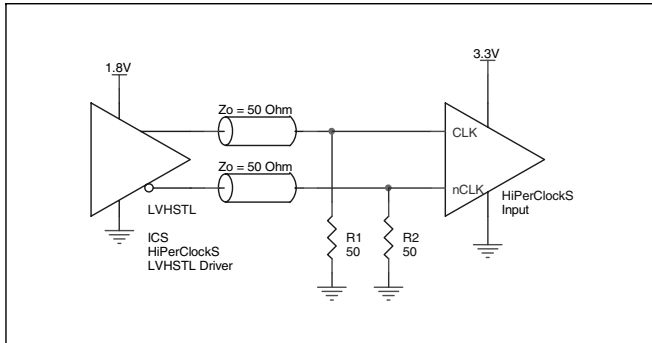 1.8V
3.3V
Zo = 50 Ohm
CLK
Zo = 50 Ohm
nCLK
HiPerClockS
Input
LVHSTL
ICS
HiPerClockS
LVHSTL Driver
R1
50
R2
50